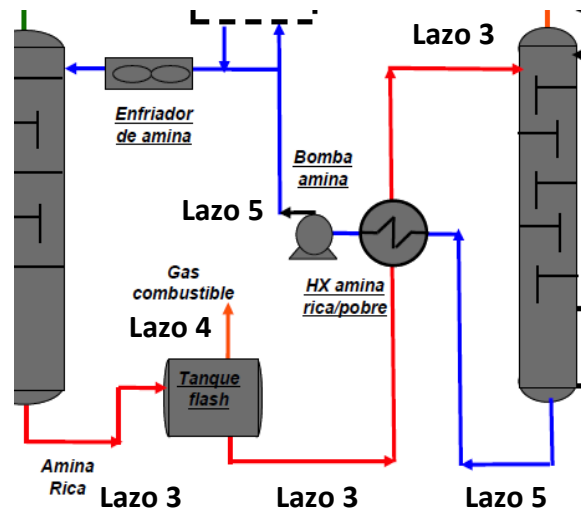 Lazo 3
Enfriador
de amina
Bomba
amina
Lazo 5
Gas
combustible
HX amina
rica/pobre
Lazo 4
Tanque
flash
Amina
Rica
Lazo 3
Lazo 3
Lazo 5